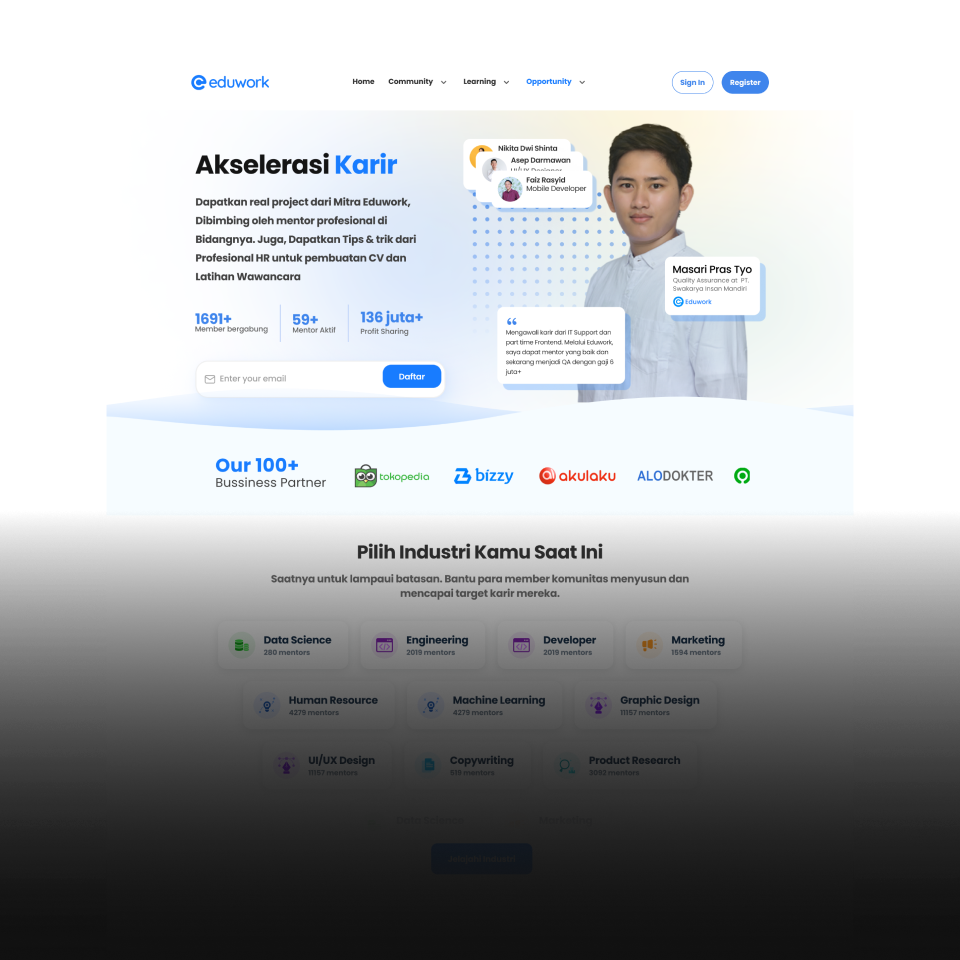 eduwork
Home
Community
Learning
Opportunity
Sign In
Register
Akselerasi Karir
Dapatkan real project dari Mitra Eduwork,
Dibimbing oleh mentor profesional di
Bidangnya. Juga, Dapatkan Tips & trik dari
Profesional HR untuk pembuatan CV dan
Latihan Wawancara
1691+
Member bergabung
59+
Mentor Aktif
136 juta+
Profit Sharing
Enter your email
Daftar
Nikita Dwi Shinta
Asep Darmawan
UI/UX Designer
Faiz Rasyid
Mobile Developer
Masari Pras Tyo
Quality Assurance at PT.
Swakarya Insan Mandiri
Eduwork
“
Mengawali karir dari IT Support dan
part time Frontend. Melalui Eduwork,
saya dapat mentor yang baik dan
sekarang menjadi QA dengan gaji 6
juta+
Our 100+
Bussiness Partner
tokopedia
bizzy
akulaku
ALODOKTER
Pilih Industri Kamu Saat Ini
Saatnya untuk lampaui batasan. Bantu para member komunitas menyusun dan
mencapai target karir mereka.
Data Science
280 mentors
Engineering
2019 mentors
Developer
2019 mentors
Marketing
1594 mentors
Human Resource
4279 mentors
Machine Learning
4279 mentors
Graphic Design
11157 mentors
UI/UX Design
11157 mentors
Copywriting
819 mentors
Product Research
3082 mentors